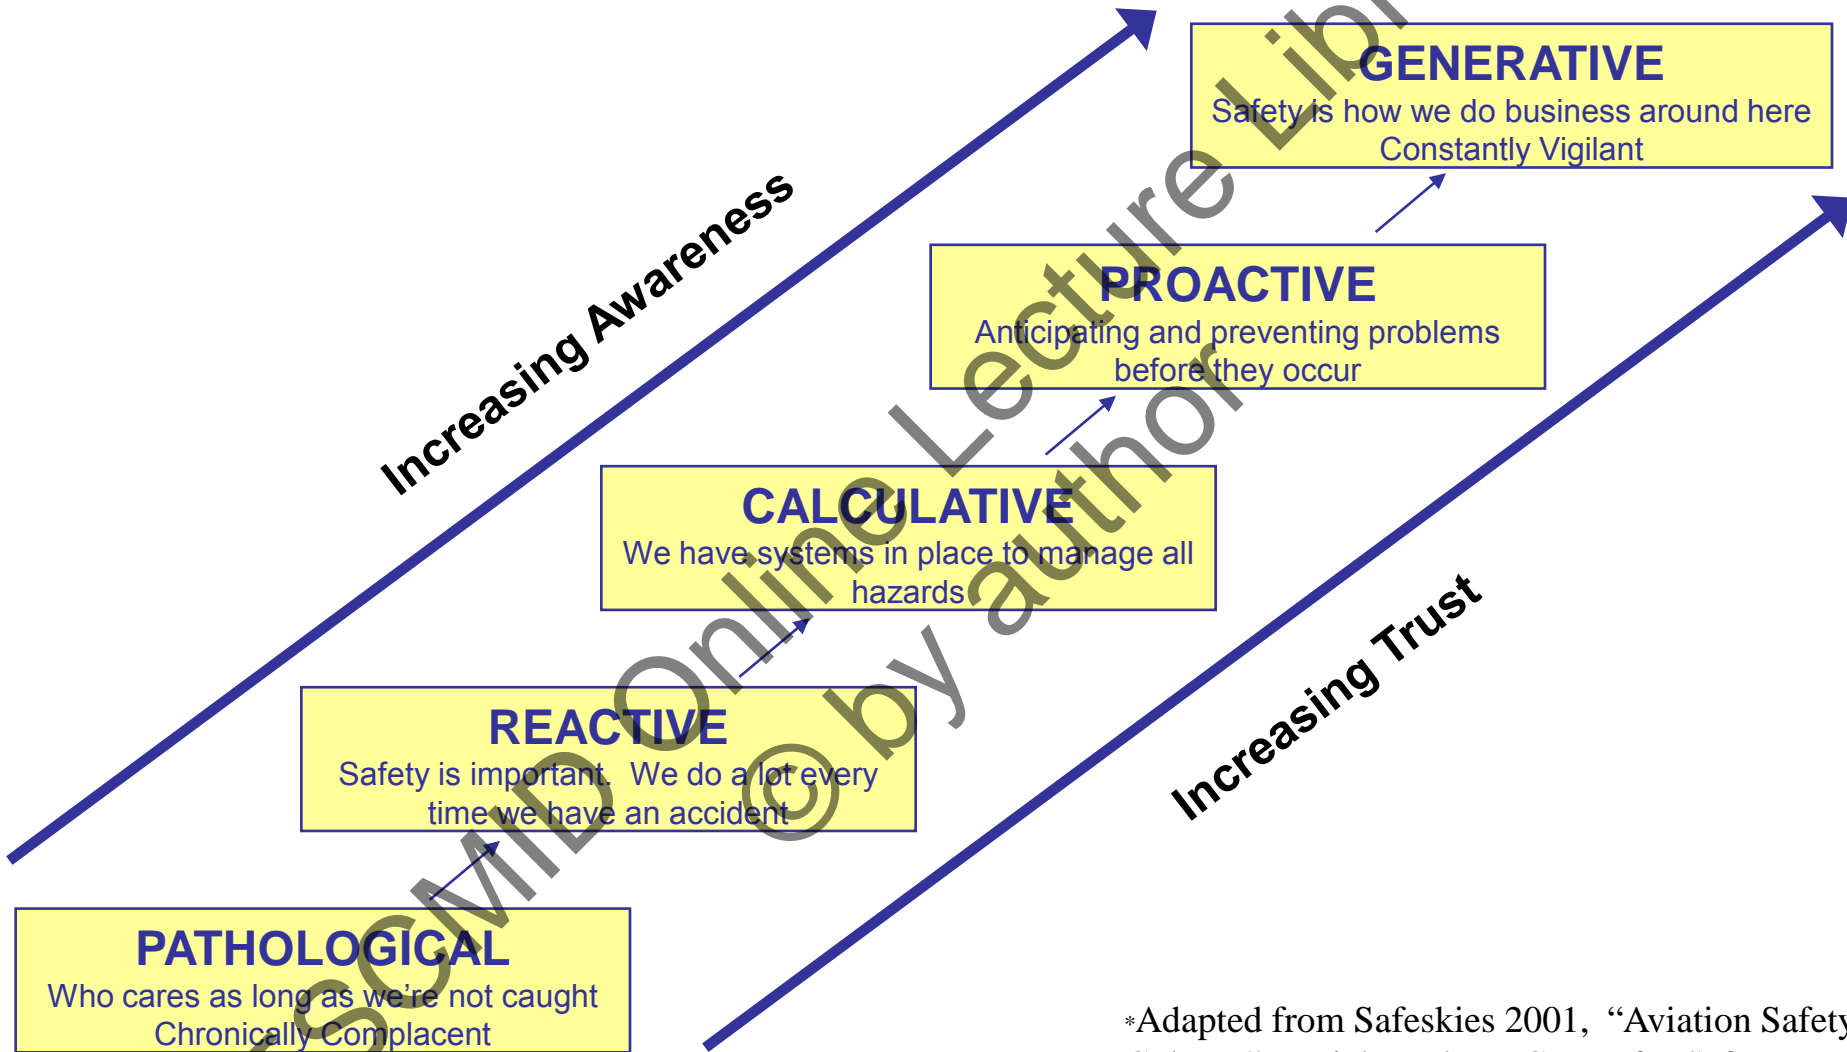 GENERATIVE
Safety is how we do business around here
Constantly Vigilant
Increasing Awareness
PROACTIVE
Anticipating and preventing problems
before they occur
CALCULATIVE
We have systems in place to manage all
hazards
Increasing Trust
REACTIVE
Safety is important.  We do a lot every
time we have an accident
PATHOLOGICAL
Who cares as long as we're not caught
Chronically Complacent
*Adapted from Safeskies 2001, “Aviation Safety
ESCMID Online Lecture Libr
© by author